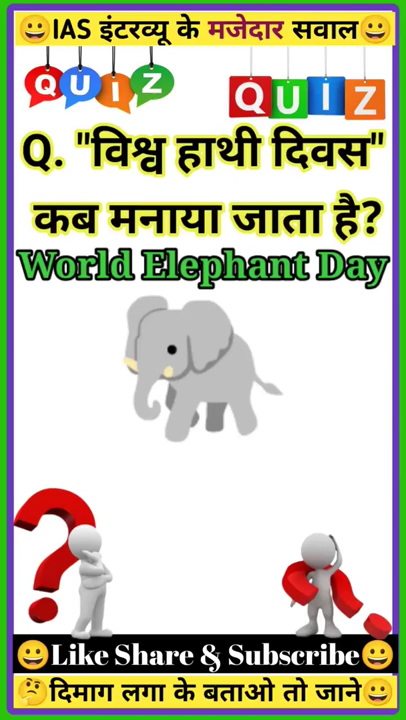 😀IAS इंटरव्यू के मजेदार सवाल😀
QUIZ QUIZ
Q. "विश्व हाथी दिवस"
कब मनाया जाता है?
World Elephant Day
😀Like Share & Subscribe😀
🤔दिमाग लगा के बताओ तो जाने😀